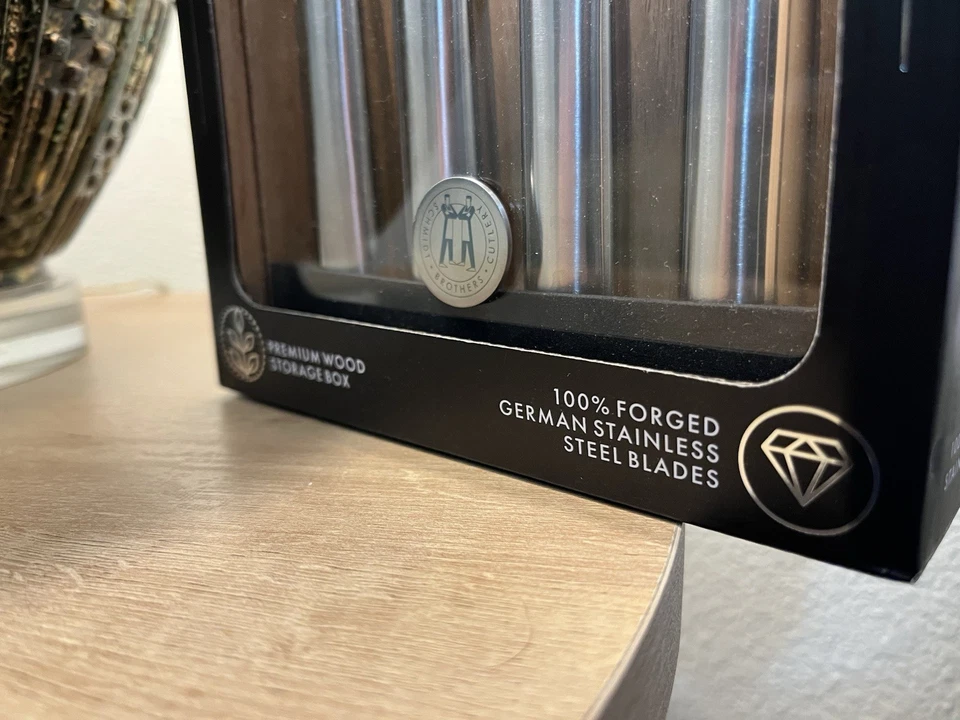 SCHMIDT • BROTHERS • CUTLERY
PREMIUM WOOD
STORAGE BOX
100% FORGED
GERMAN STAINLESS
STEEL BLADES